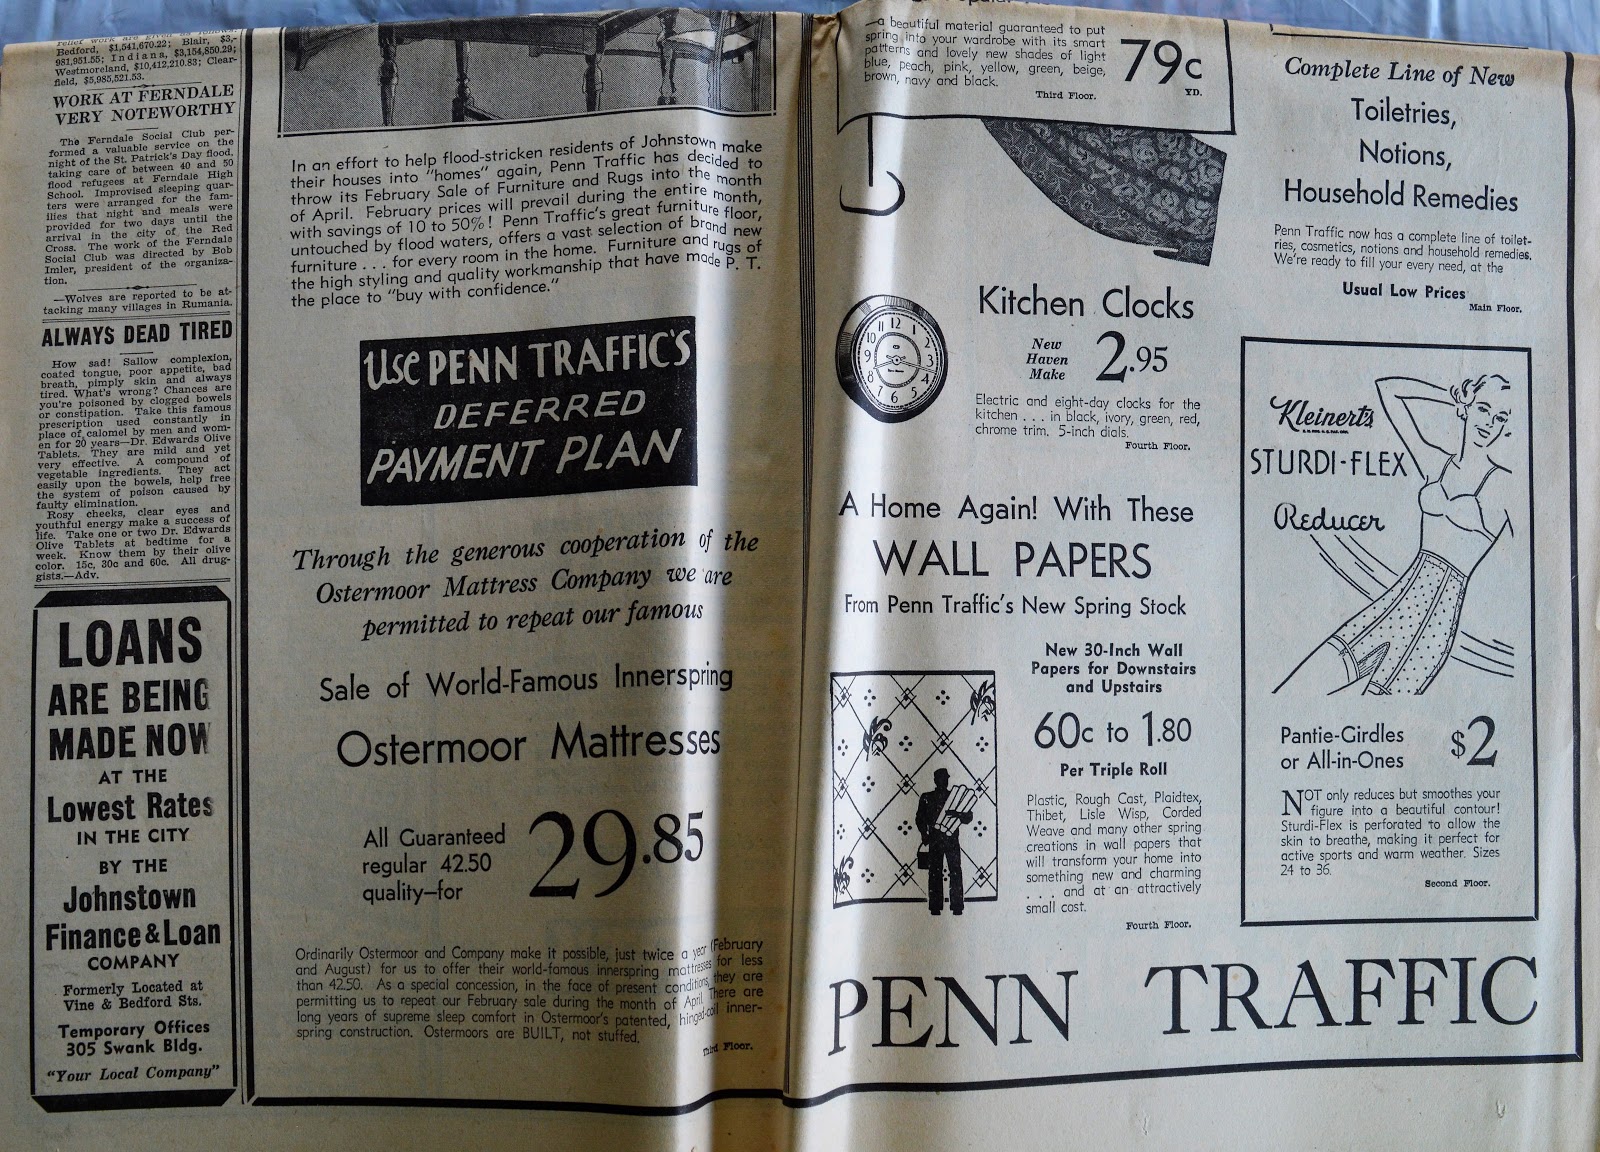 Bedford, $1,541,670.22; Blair, $3,-
981,951.55; Indiana, $3,154,850.29;
Westmoreland, $10,412,210.83; Clear-
field, $5,985,521.53.
WORK AT FERNDALE
VERY NOTEWORTHY
The Ferndale Social Club per-
formed a valuable service on the
night of the St. Patrick's Day flood,
taking care of between 40 and 50
flood refugees at Ferndale High
School. Improvised sleeping quar-
ters were arranged for the fam-
ilies that night and meals were
provided for two days until the
arrival in the city of the Red
Cross. The work of the Ferndale
Social Club was directed by Bob
Imler, president of the organiza-
tion.
—Wolves are reported to be at-
tacking many villages in Rumania.
ALWAYS DEAD TIRED
How sad! Sallow complexion,
coated tongue, poor appetite, bad
breath, pimply skin and always
tired. What's wrong? Chances are
you're poisoned by clogged bowels
or constipation. Take this famous
prescription used constantly in
place of calomel by men and wom-
en for 20 years—Dr. Edwards Olive
Tablets. They are mild and yet
very effective. A compound of
vegetable ingredients. They act
easily upon the bowels, help free
the system of poison caused by
faulty elimination.
Rosy cheeks, clear eyes and
youthful energy make a success of
life. Take one or two Dr. Edwards
Olive Tablets at bedtime for a
week. Know them by their olive
color. 15c, 30c and 60c. All drug-
gists.—Adv.
LOANS
ARE BEING
MADE NOW
AT THE
Lowest Rates
IN THE CITY
BY THE
Johnstown
Finance & Loan
COMPANY
Formerly Located at
Vine & Bedford Sts.
Temporary Offices
305 Swank Bldg.
"Your Local Company"
In an effort to help flood-stricken residents of Johnstown make
their houses into "homes" again, Penn Traffic has decided to
throw its February Sale of Furniture and Rugs into the month
of April. February prices will prevail during the entire month,
with savings of 10 to 50%! Penn Traffic's great furniture floor,
untouched by flood waters, offers a vast selection of brand new
furniture . . . for every room in the home. Furniture and rugs of
the high styling and quality workmanship that have made P. T.
the place to "buy with confidence."
Use PENN TRAFFIC'S
DEFERRED
PAYMENT PLAN
Through the generous cooperation of the
Ostermoor Mattress Company we are
permitted to repeat our famous
Sale of World-Famous Innerspring
Ostermoor Mattresses
All Guaranteed
regular 42.50
quality—for
29.85
Ordinarily Ostermoor and Company make it possible, just twice a year (February
and August) for us to offer their world-famous innerspring mattresses for less
than 42.50. As a special concession, in the face of present conditions, they are
permitting us to repeat our February sale during the month of April. There are
long years of supreme sleep comfort in Ostermoor's patented, hinged-coil inner-
spring construction. Ostermoors are BUILT, not stuffed.
Third Floor.
—a beautiful material guaranteed to put
spring into your wardrobe with its smart
patterns and lovely new shades of light
blue, peach, pink, yellow, green, beige,
brown, navy and black.
Third Floor.
79c
YD.
Kitchen Clocks
New
Haven
Make
2.95
Electric and eight-day clocks for the
kitchen . . . in black, ivory, green, red,
chrome trim. 5-inch dials.
Fourth Floor.
A Home Again! With These
WALL PAPERS
From Penn Traffic's New Spring Stock
New 30-Inch Wall
Papers for Downstairs
and Upstairs
60c to 1.80
Per Triple Roll
Plastic, Rough Cast, Plaidtex,
Thibet, Lisle Wisp, Corded
Weave and many other spring
creations in wall papers that
will transform your home into
something new and charming
. . . and at an attractively
small cost.
Fourth Floor.
Complete Line of New
Toiletries,
Notions,
Household Remedies
Penn Traffic now has a complete line of toilet-
ries, cosmetics, notions and household remedies.
We're ready to fill your every need, at the
Usual Low Prices
Main Floor.
Kleinert's
STURDI-FLEX
Reducer
Pantie-Girdles
or All-in-Ones
$2
NOT only reduces but smoothes your
figure into a beautiful contour!
Sturdi-Flex is perforated to allow the
skin to breathe, making it perfect for
active sports and warm weather. Sizes
24 to 36.
Second Floor.
PENN TRAFFIC